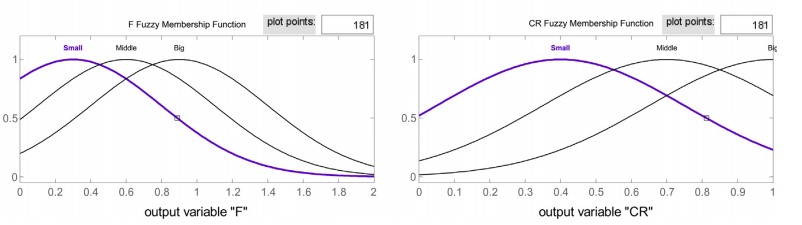 F Fuzzy Membership Function plot points: 181
Small Middle Big
1
0.5
0
0 0.2 0.4 0.6 0.8 1 1.2 1.4 1.6 1.8 2
output variable "F"
CR Fuzzy Membership Function plot points: 181
Small Middle Big
1
0.5
0
0 0.1 0.2 0.3 0.4 0.5 0.6 0.7 0.8 0.9 1
output variable "CR"